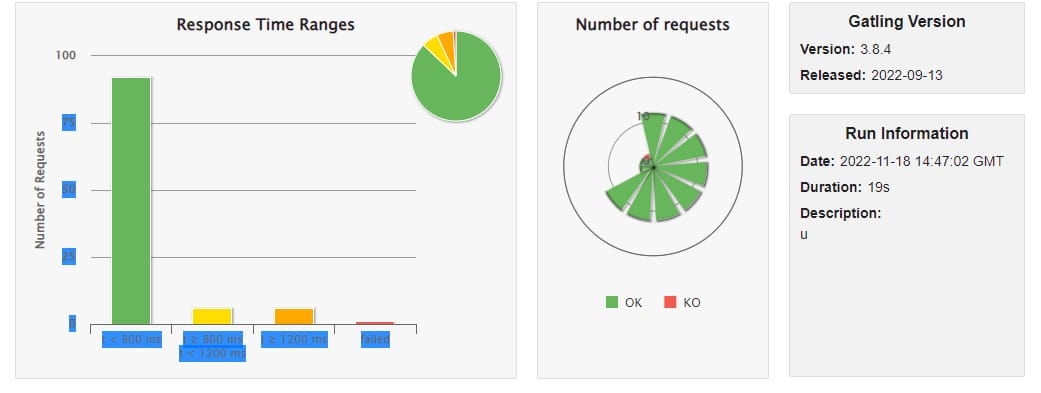 Response Time Ranges
100
75
50
25
0
Number of Requests
t < 800 ms
t ≥ 800 ms
t < 1200 ms
t ≥ 1200 ms
failed
Number of requests
10
OK
KO
Gatling Version
Version: 3.8.4
Released: 2022-09-13
Run Information
Date: 2022-11-18 14:47:02 GMT
Duration: 19s
Description:
u